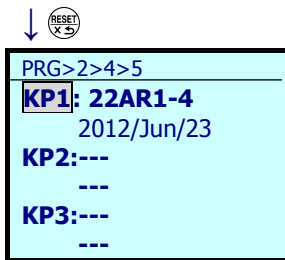 ↓ RESET
X
PRG>2>4>5
KP1: 22AR1-4
2012/Jun/23
KP2:---
---
KP3:---
---